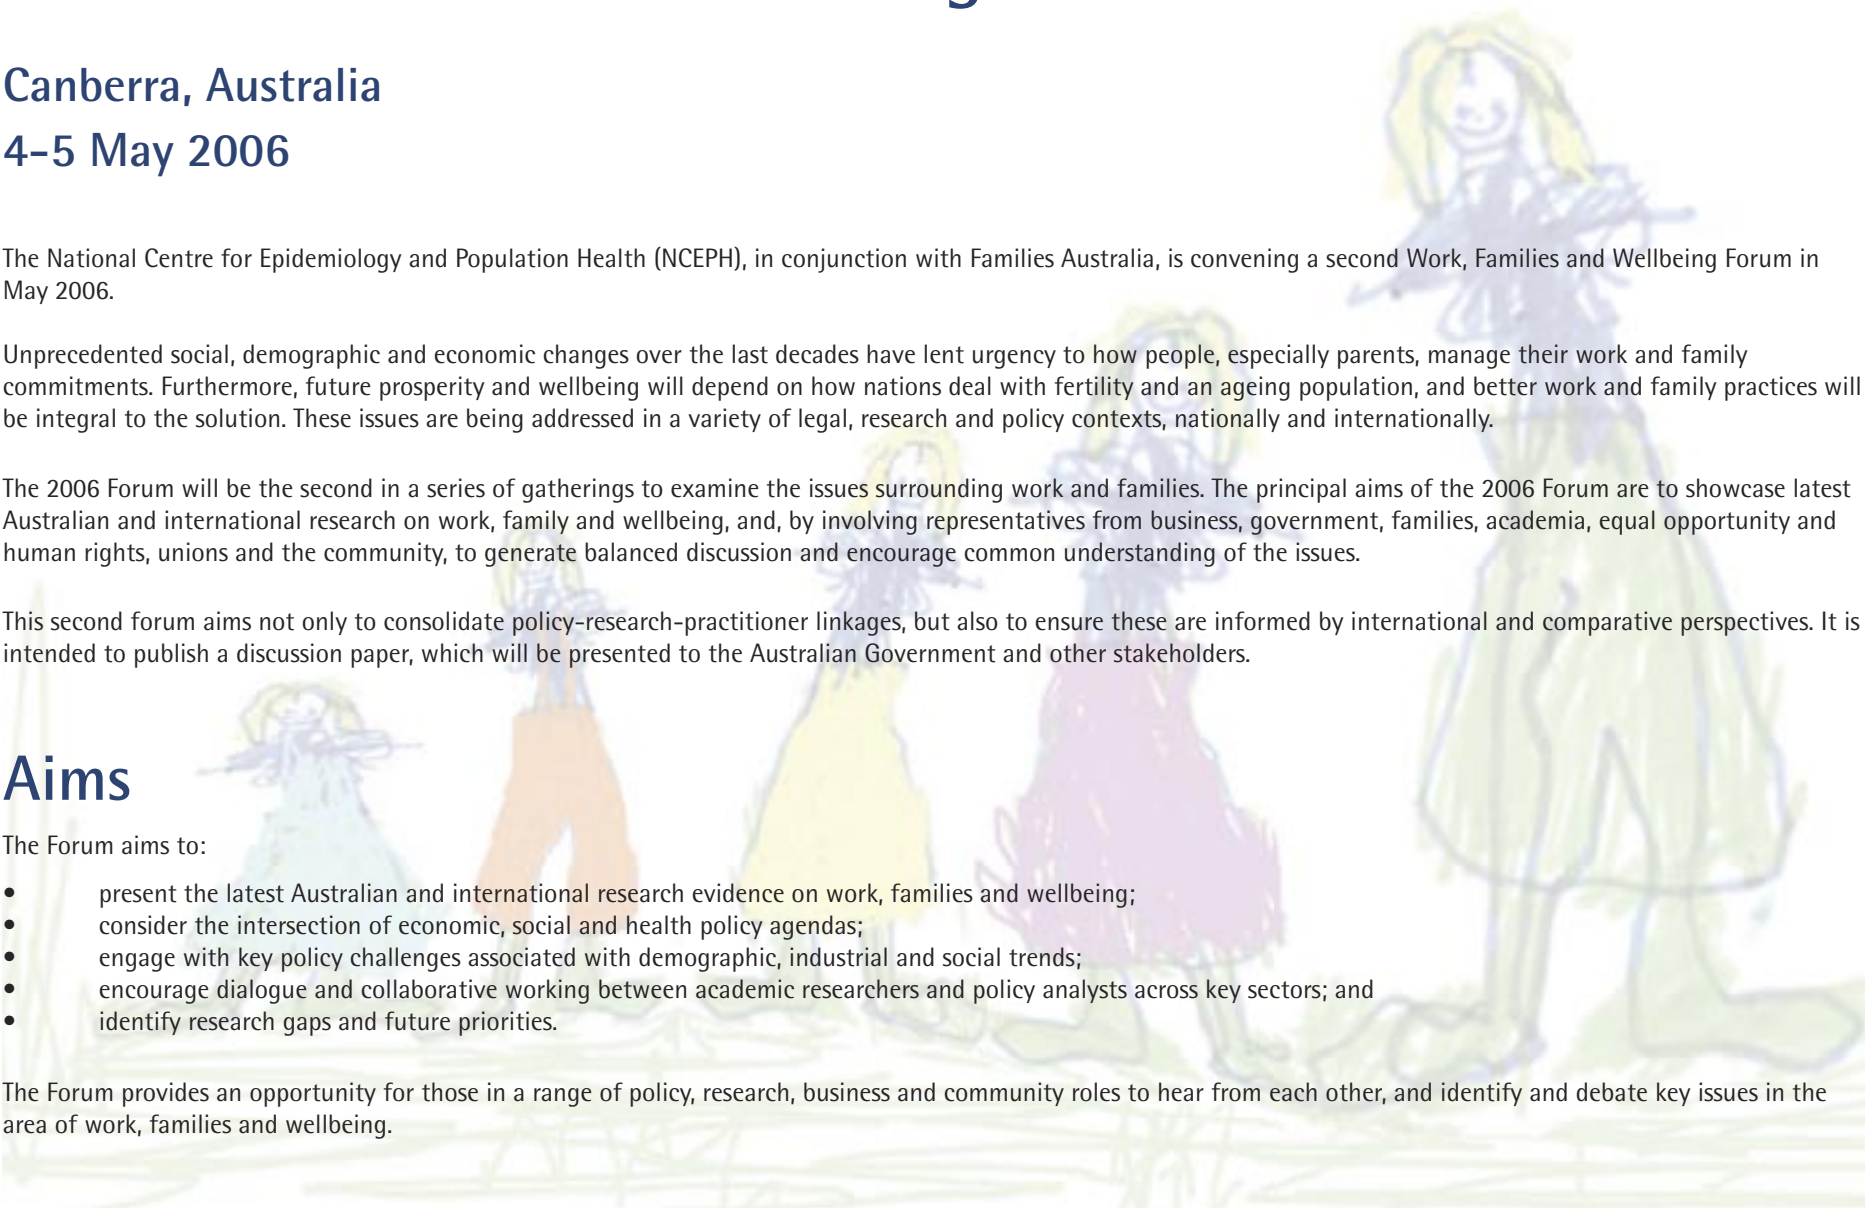 Canberra, Australia
4-5 May 2006
The National Centre for Epidemiology and Population Health (NCEPH), in conjunction with Families Australia, is convening a second Work, Families and Wellbeing Forum in
May 2006.
Unprecedented social, demographic and economic changes over the last decades have lent urgency to how people, especially parents, manage their work and family
commitments. Furthermore, future prosperity and wellbeing will depend on how nations deal with fertility and an ageing population, and better work and family practices will
be integral to the solution. These issues are being addressed in a variety of legal, research and policy contexts, nationally and internationally.
The 2006 Forum will be the second in a series of gatherings to examine the issues surrounding work and families. The principal aims of the 2006 Forum are to showcase latest
Australian and international research on work, family and wellbeing, and, by involving representatives from business, government, families, academia, equal opportunity and
human rights, unions and the community, to generate balanced discussion and encourage common understanding of the issues.
This second forum aims not only to consolidate policy-research-practitioner linkages, but also to ensure these are informed by international and comparative perspectives. It is
intended to publish a discussion paper, which will be presented to the Australian Government and other stakeholders.
Aims
The Forum aims to:
• present the latest Australian and international research evidence on work, families and wellbeing;
• consider the intersection of economic, social and health policy agendas;
• engage with key policy challenges associated with demographic, industrial and social trends;
• encourage dialogue and collaborative working between academic researchers and policy analysts across key sectors; and
• identify research gaps and future priorities.
The Forum provides an opportunity for those in a range of policy, research, business and community roles to hear from each other, and identify and debate key issues in the
area of work, families and wellbeing.